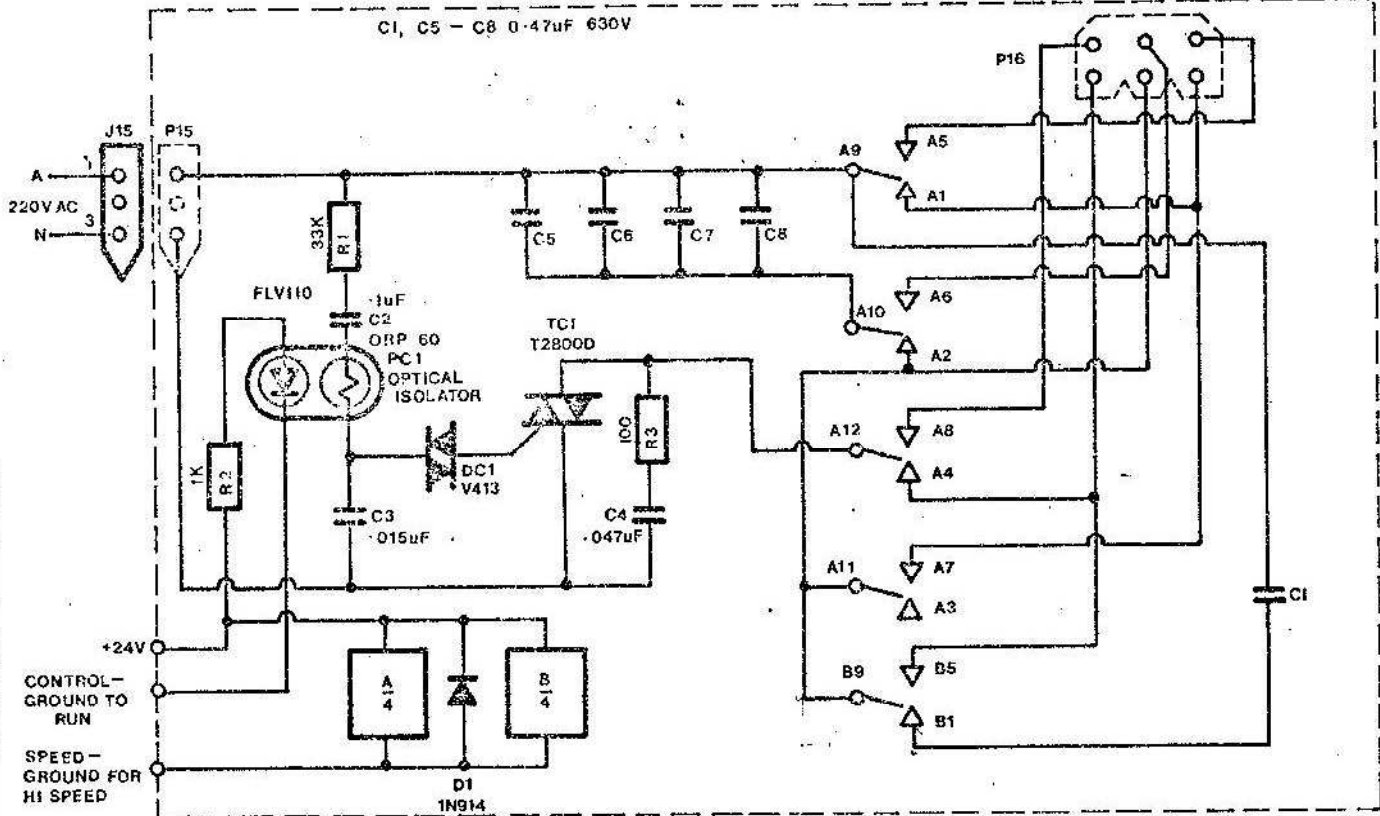 C1, C5 – C8 0·47uF 630V
P16
J15
P15
A
1
220V AC
3
N
33K
R1
C5
C6
C7
C8
A9
A5
A1
A6
A10
A2
FLV110
·1uF
C2
ORP 60
PC1
OPTICAL
ISOLATOR
TC1
T2800D
1K
R2
DC1
V413
100
R3
A12
A8
A4
C3
·015uF
C4
·047uF
A11
A7
A3
C1
B9
B5
B1
+24V
CONTROL–
GROUND TO
RUN
A
4
B
4
SPEED–
GROUND FOR
HI SPEED
D1
1N914